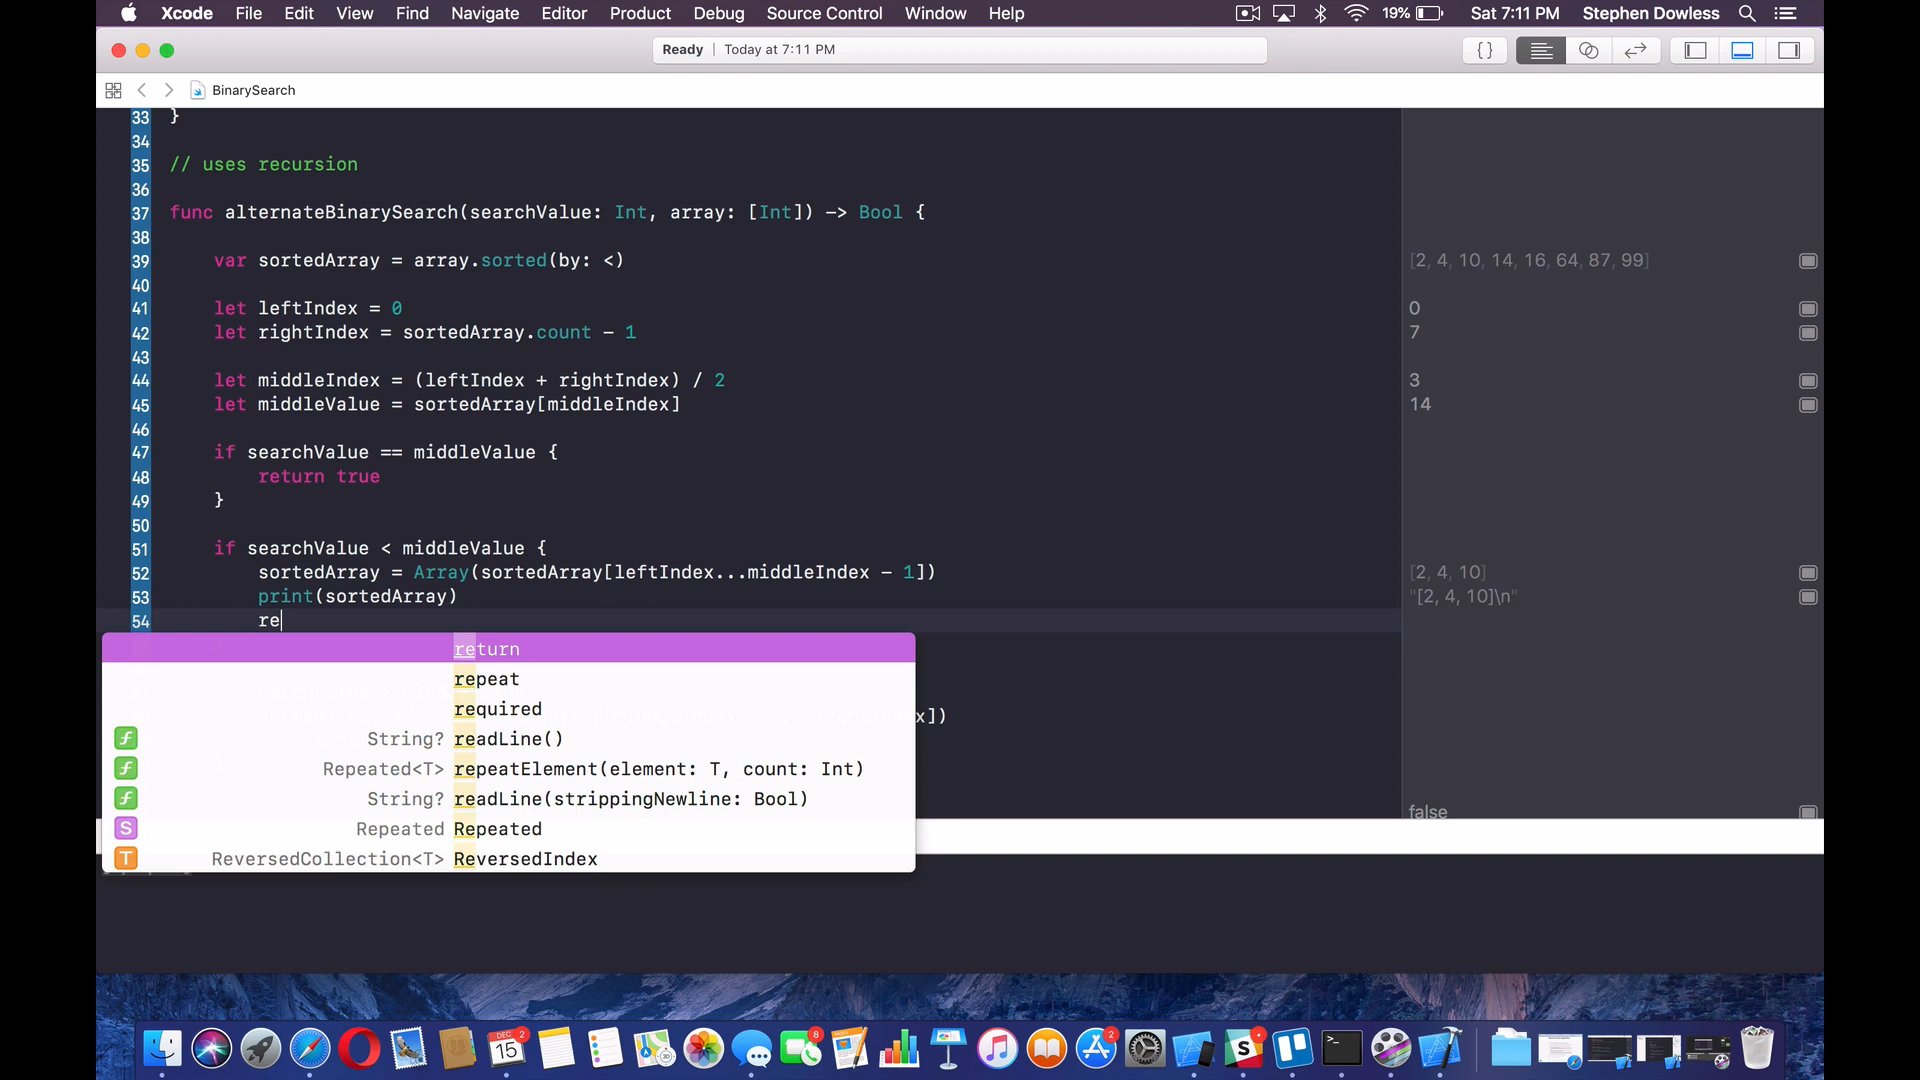 Xcode File Edit View Find Navigate Editor Product Debug Source Control Window Help 19% Sat 7:11 PM Stephen Dowless
Ready | Today at 7:11 PM { }
BinarySearch
33 }
34
35 // uses recursion
36
37 func alternateBinarySearch(searchValue: Int, array: [Int]) -> Bool {
38
39 var sortedArray = array.sorted(by: <) [2, 4, 10, 14, 16, 64, 87, 99]
40
41 let leftIndex = 0 0
42 let rightIndex = sortedArray.count - 1 7
43
44 let middleIndex = (leftIndex + rightIndex) / 2 3
45 let middleValue = sortedArray[middleIndex] 14
46
47 if searchValue == middleValue {
48 return true
49 }
50
51 if searchValue < middleValue {
52 sortedArray = Array(sortedArray[leftIndex...middleIndex - 1]) [2, 4, 10]
53 print(sortedArray) "[2, 4, 10]\n"
54 re
return
repeat
required
f String? readLine()
f Repeated<T> repeatElement(element: T, count: Int)
f String? readLine(strippingNewline: Bool)
S Repeated Repeated
T ReversedCollection<T> ReversedIndex
x])
false
DEC 15 2
8
3D
2
S
>_